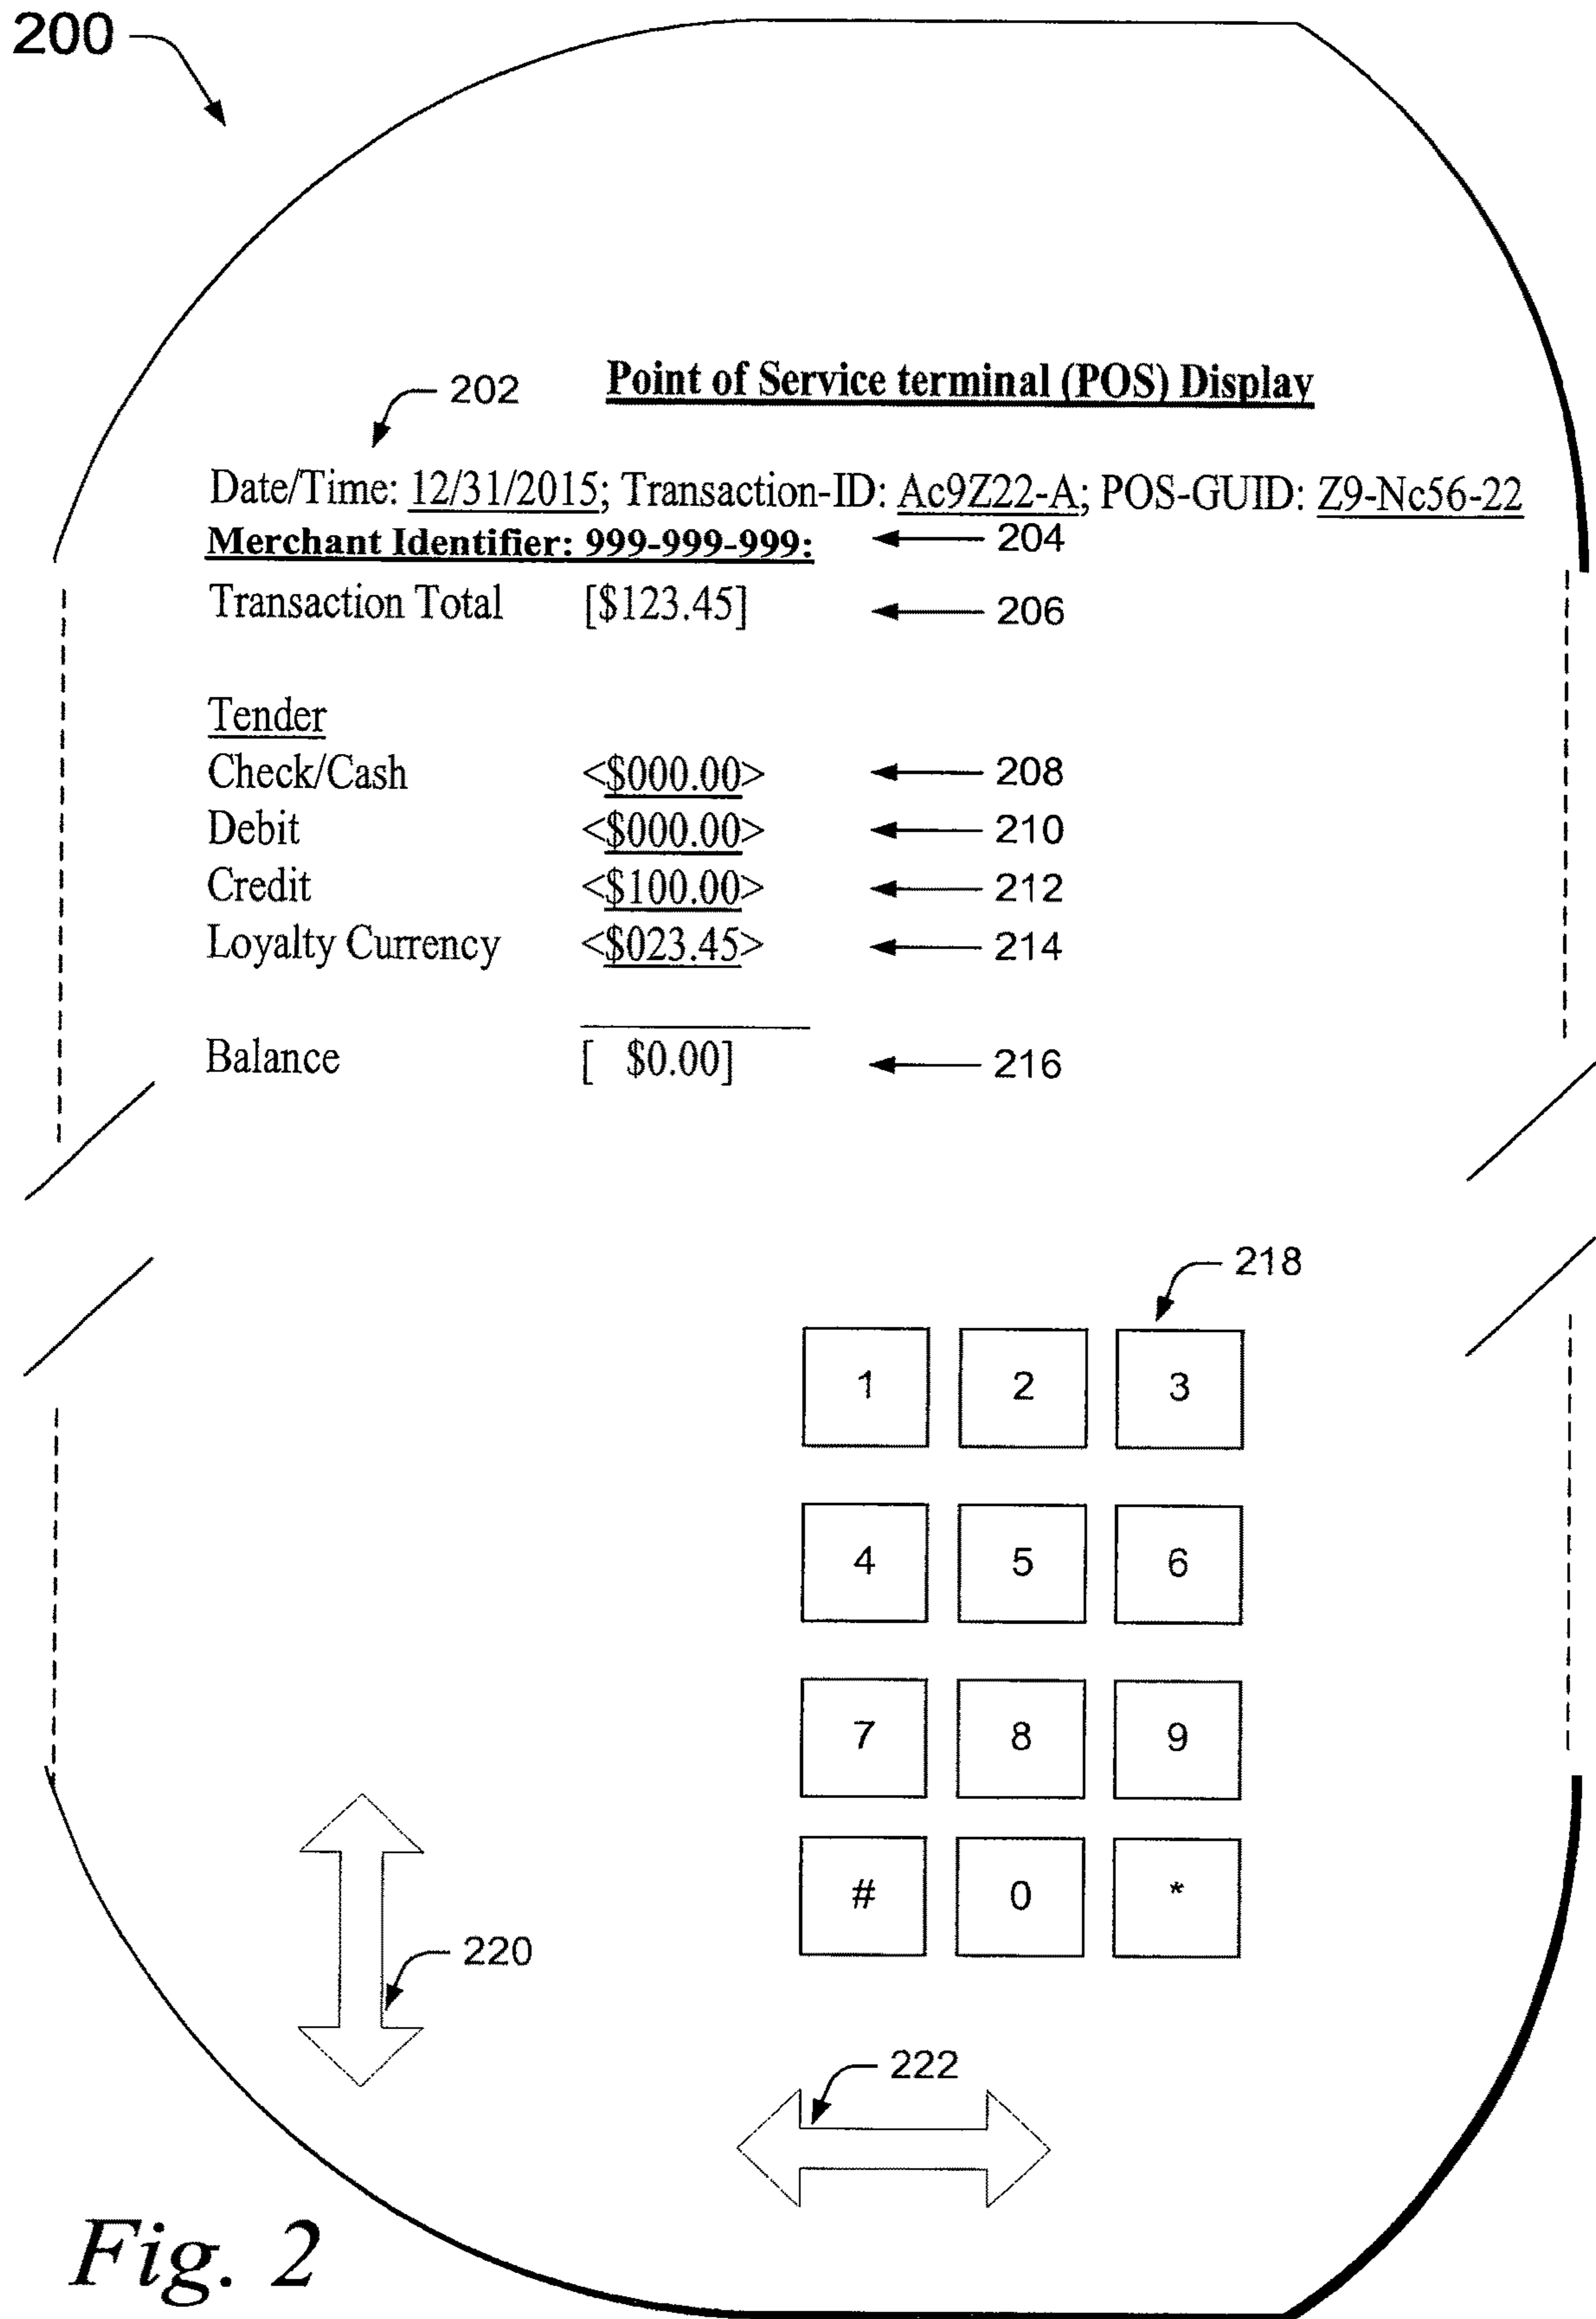 200
Point of Service terminal (POS) Display
202
Date/Time: 12/31/2015; Transaction-ID: Ac9Z22-A; POS-GUID: Z9-Nc56-22
Merchant Identifier: 999-999-999: 204
Transaction Total [$123.45] 206
Tender
Check/Cash <$000.00> 208
Debit <$000.00> 210
Credit <$100.00> 212
Loyalty Currency <$023.45> 214
Balance [ $0.00] 216
218
1 2 3
4 5 6
7 8 9
# 0 *
220
222
Fig. 2